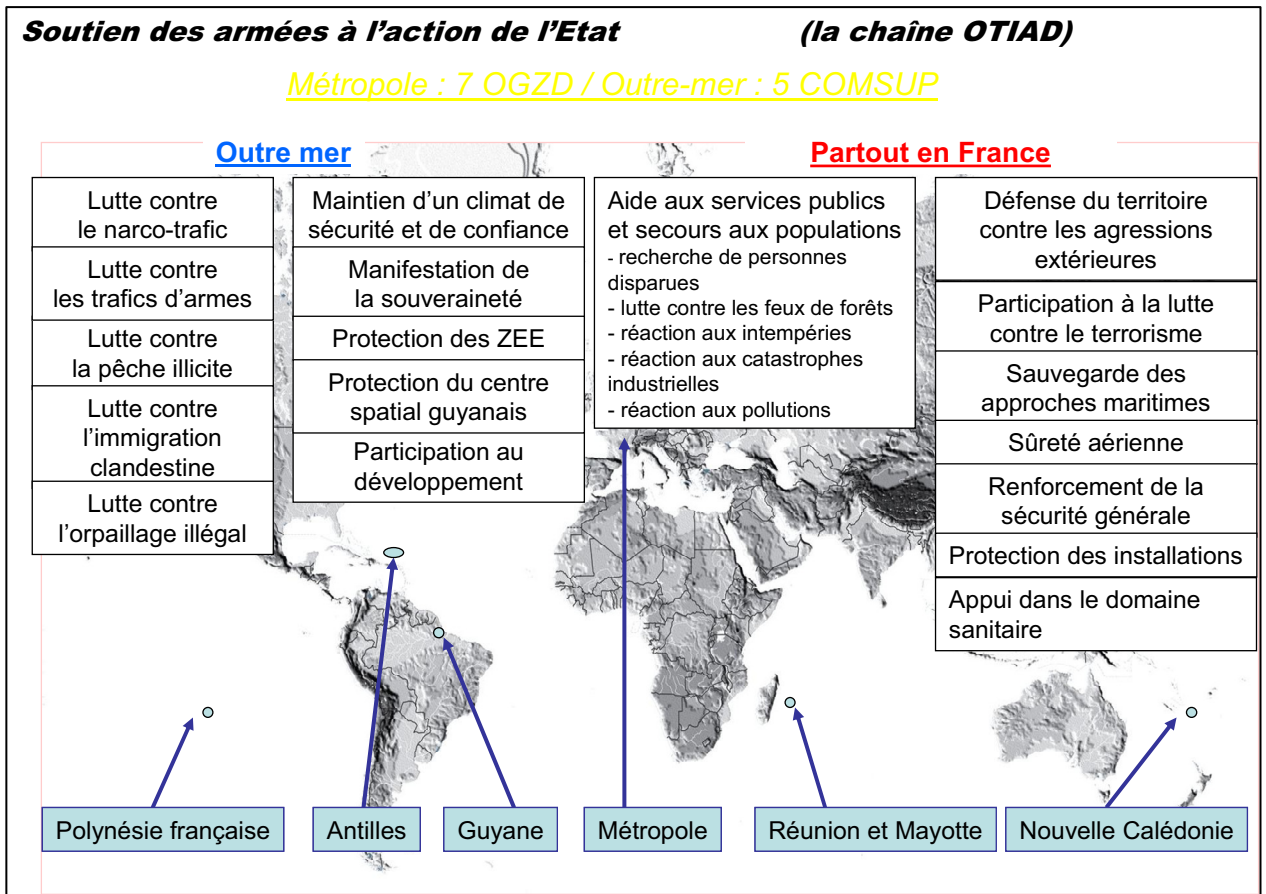 Soutien des armées à l'action de l'Etat (la chaîne OTIAD)
Métropole : 7 OGZD / Outre-mer : 5 COMSUP
Outre mer
Lutte contre
le narco-trafic
Lutte contre
les trafics d'armes
Lutte contre
la pêche illicite
Lutte contre
l'immigration
clandestine
Lutte contre
l'orpaillage illégal
Maintien d'un climat de
sécurité et de confiance
Manifestation de
la souveraineté
Protection des ZEE
Protection du centre
spatial guyanais
Participation au
développement
Partout en France
Aide aux services publics
et secours aux populations
- recherche de personnes
disparues
- lutte contre les feux de forêts
- réaction aux intempéries
- réaction aux catastrophes
industrielles
- réaction aux pollutions
Défense du territoire
contre les agressions
extérieures
Participation à la lutte
contre le terrorisme
Sauvegarde des
approches maritimes
Sûreté aérienne
Renforcement de la
sécurité générale
Protection des installations
Appui dans le domaine
sanitaire
Polynésie française
Antilles
Guyane
Métropole
Réunion et Mayotte
Nouvelle Calédonie